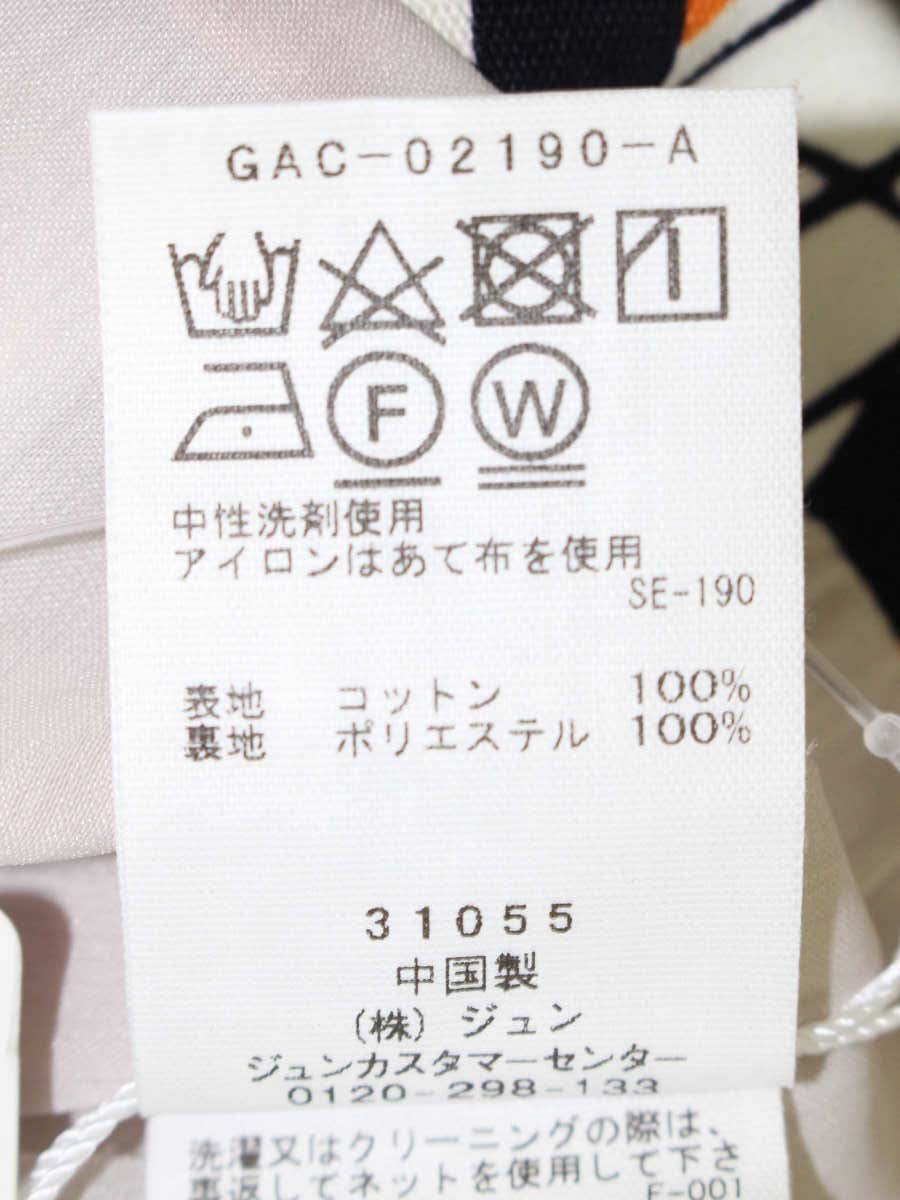 GAC-02190-A
F W
中性洗剤使用
アイロンはあて布を使用
SE-190
表地 コットン 100%
裏地 ポリエステル 100%
31055
中国製
(株) ジュン
ジュンカスタマーセンター
0120-298-133
洗濯又はクリーニングの際は、
裏返してネットを使用して下さ
F-001